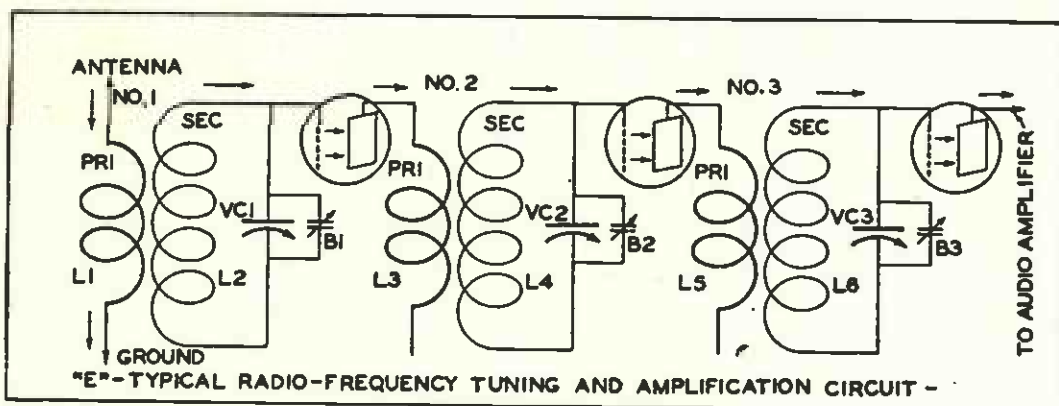 ANTENNA
NO.1
NO.2
NO.3
SEC
SEC
SEC
PRI
PRI
PRI
VC1
VC2
VC3
B1
B2
B3
L1
L2
L3
L4
L5
L6
GROUND
TO AUDIO AMPLIFIER
"E"-TYPICAL RADIO-FREQUENCY TUNING AND AMPLIFICATION CIRCUIT-